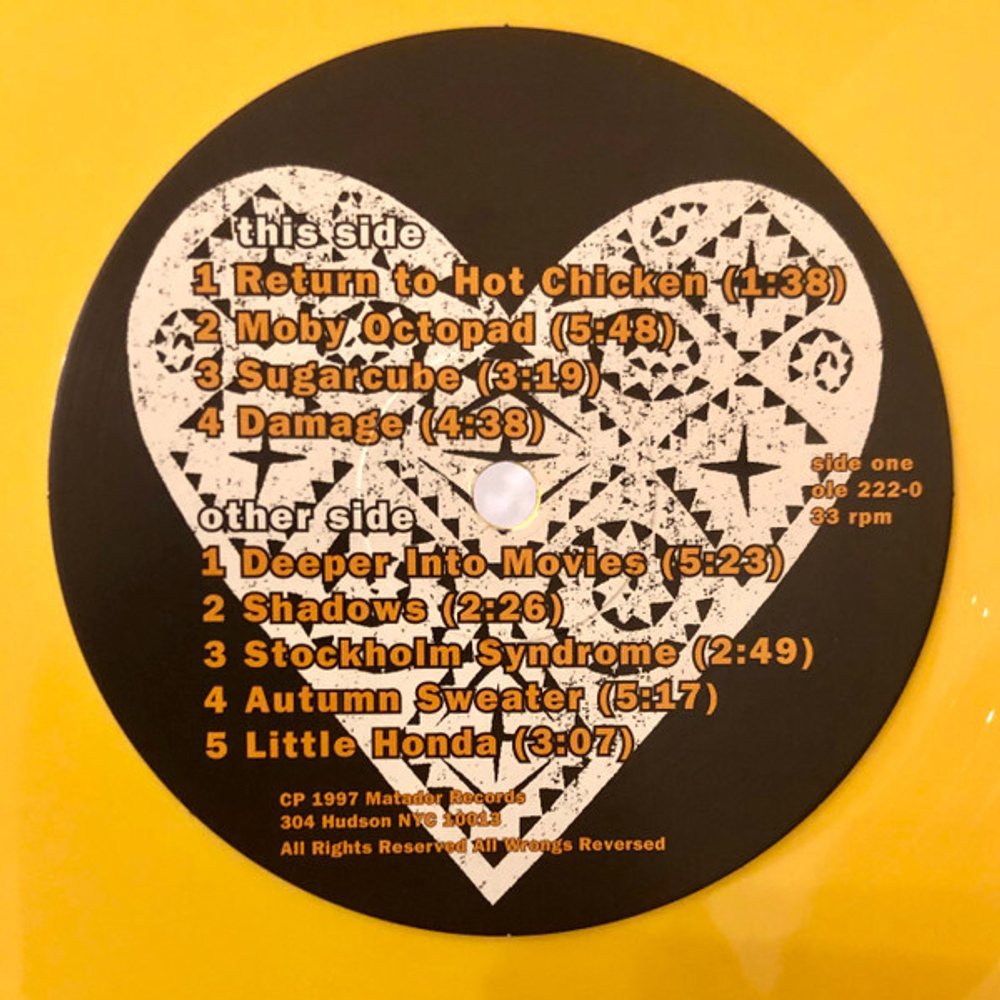 this side
1 Return to Hot Chicken (1:38)
2 Moby Octopad (5:48)
3 Sugarcube (3:19)
4 Damage (4:38)
side one
ole 222-0
33 rpm
other side
1 Deeper Into Movies (5:23)
2 Shadows (2:26)
3 Stockholm Syndrome (2:49)
4 Autumn Sweater (5:17)
5 Little Honda (3:07)
CP 1997 Matador Records
304 Hudson NYC 10013
All Rights Reserved All Wrongs Reversed